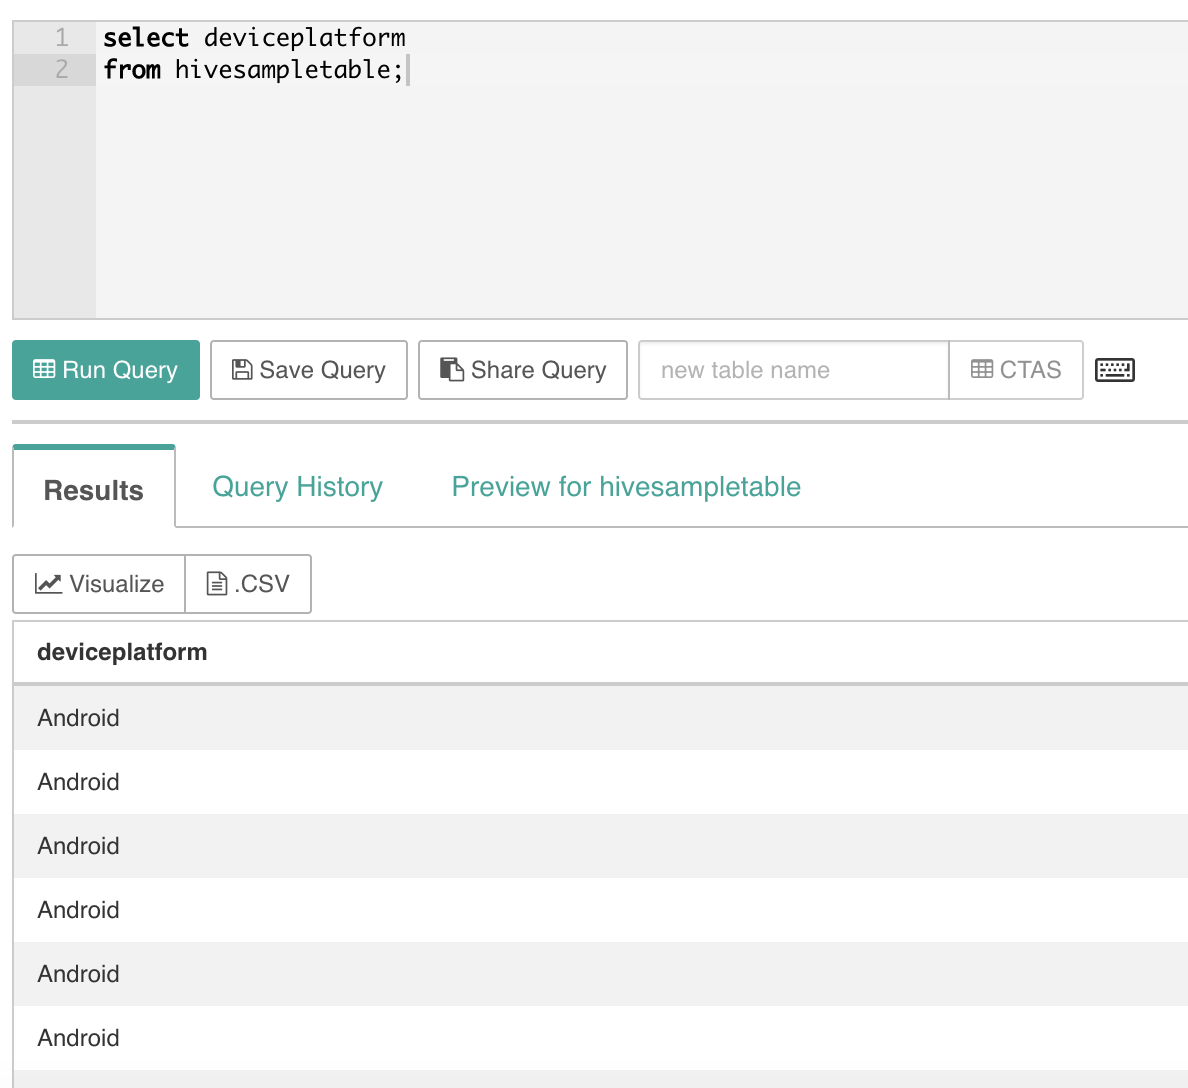 1 select deviceplatform
2 from hivesampletable;
Run Query Save Query Share Query new table name CTAS
Results Query History Preview for hivesampletable
Visualize .CSV
deviceplatform
Android
Android
Android
Android
Android
Android